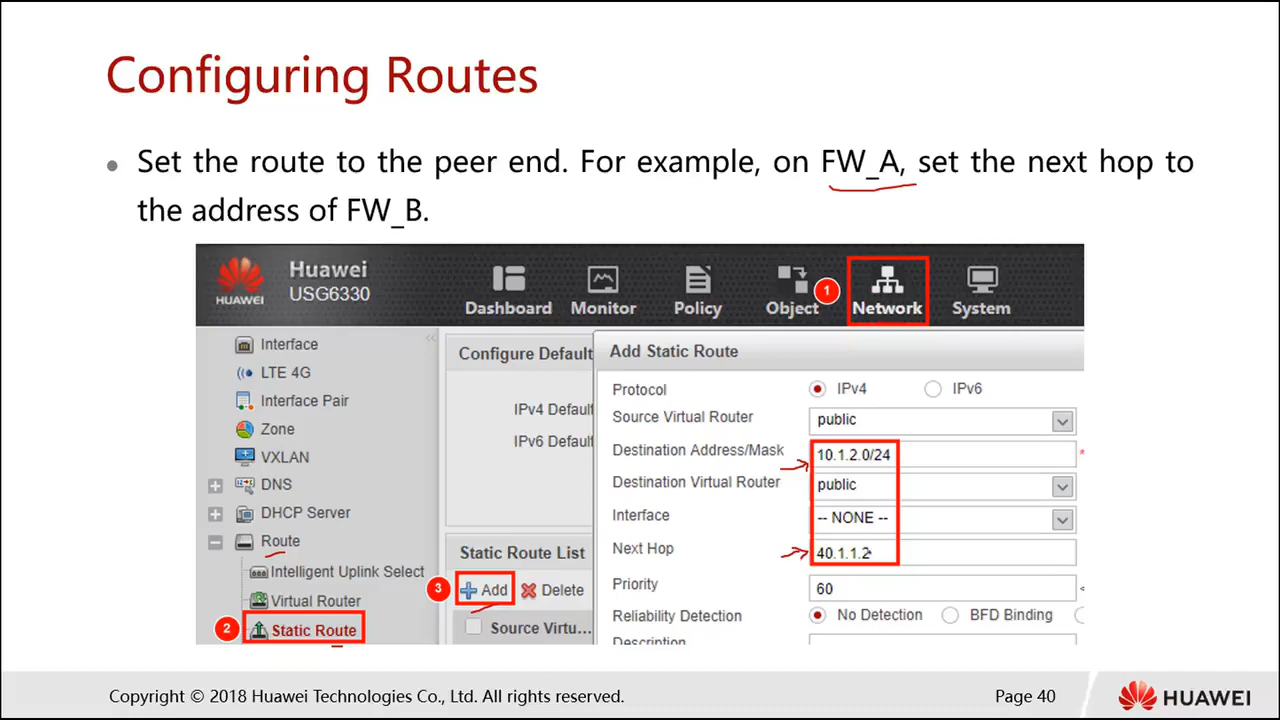 Configuring Routes
• Set the route to the peer end. For example, on FW_A, set the next hop to
the address of FW_B.
HUAWEI
Huawei
USG6330
Dashboard
Monitor
Policy
Object
1
Network
System
Interface
LTE 4G
Interface Pair
Zone
VXLAN
DNS
DHCP Server
Route
Intelligent Uplink Select
Virtual Router
2
Static Route
Configure Default
IPv4 Default
IPv6 Default
Static Route List
3
Add
Delete
Source Virtu...
Add Static Route
Protocol IPv4 IPv6
Source Virtual Router public
Destination Address/Mask 10.1.2.0/24 *
Destination Virtual Router public
Interface -- NONE --
Next Hop 40.1.1.2
Priority 60 <
Reliability Detection No Detection BFD Binding
Description
Copyright © 2018 Huawei Technologies Co., Ltd. All rights reserved.
Page 40
HUAWEI